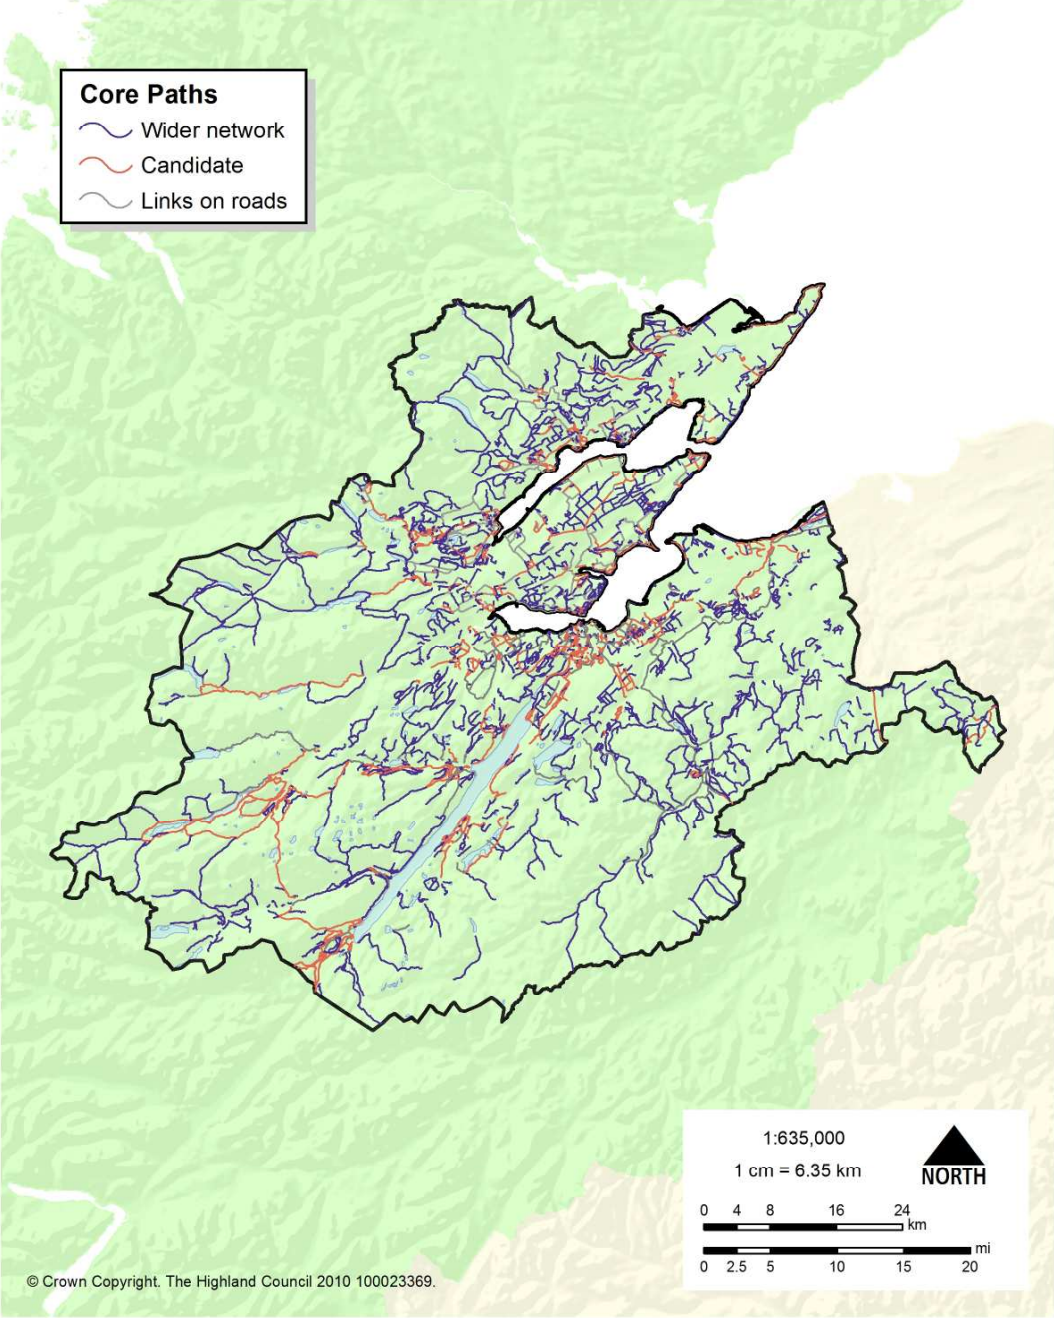 Core Paths
Wider network
Candidate
Links on roads
1:635,000
1 cm = 6.35 km
NORTH
0 4 8 16 24
km
mi
0 2.5 5 10 15 20
© Crown Copyright. The Highland Council 2010 100023369.